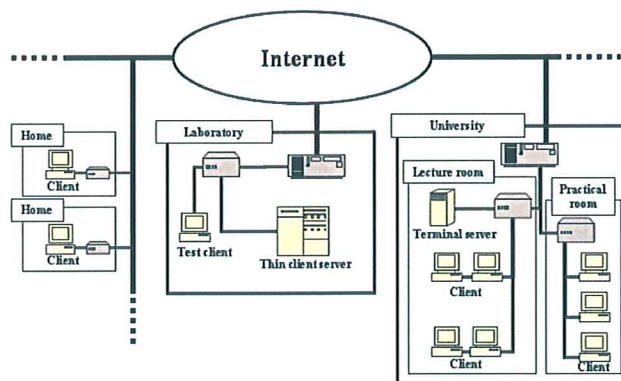 Internet
Home
Client
Home
Client
Laboratory
Test client
Thin client server
University
Lecture room
Terminal server
Client
Client
Practical
room
Client